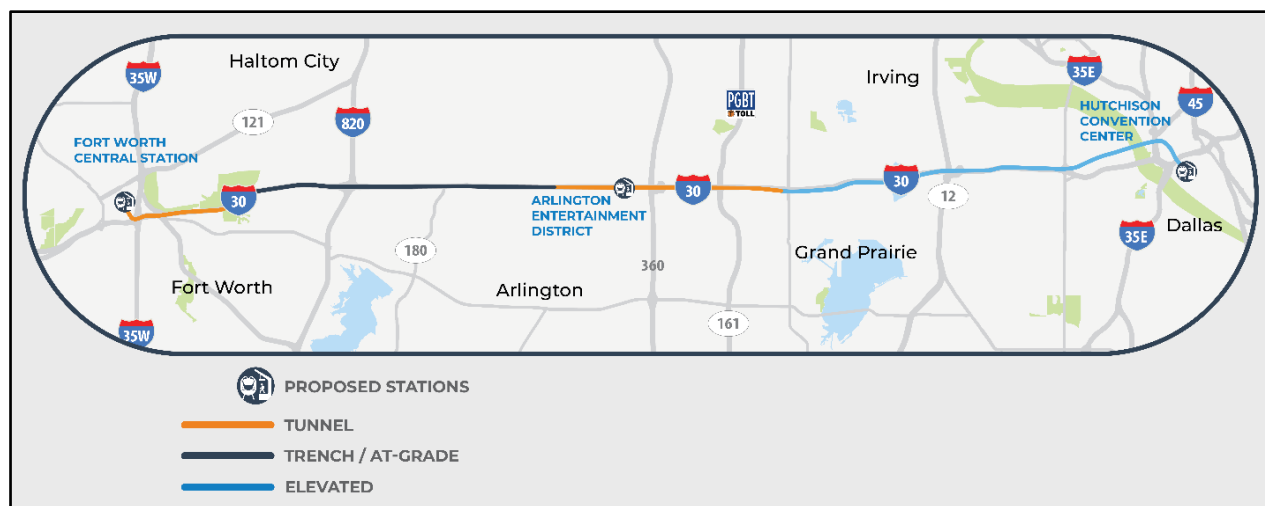 35W
Haltom City
121
820
PGBT
TOLL
Irving
35E
45
HUTCHISON
CONVENTION
CENTER
FORT WORTH
CENTRAL STATION
30
ARLINGTON
ENTERTAINMENT
DISTRICT
30
30
12
35E
Dallas
180
360
Grand Prairie
Fort Worth
Arlington
161
35W
PROPOSED STATIONS
TUNNEL
TRENCH / AT-GRADE
ELEVATED